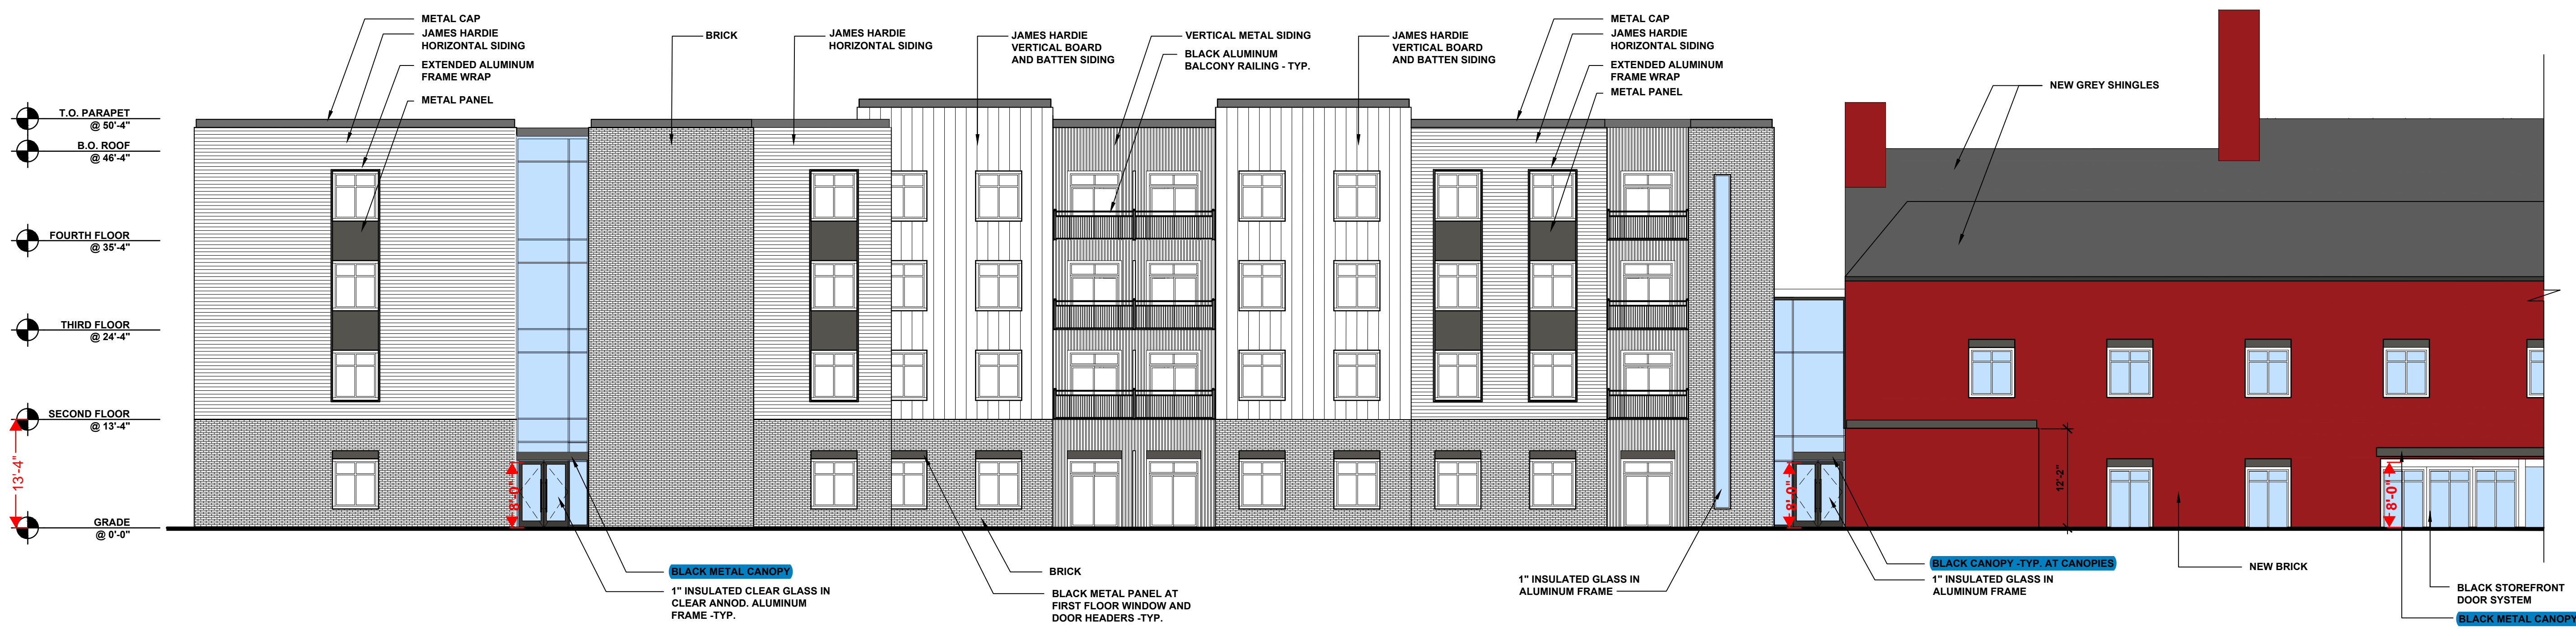 METAL CAP
JAMES HARDIE
HORIZONTAL SIDING
EXTENDED ALUMINUM
FRAME WRAP
METAL PANEL
BRICK
JAMES HARDIE
HORIZONTAL SIDING
JAMES HARDIE
VERTICAL BOARD
AND BATTEN SIDING
VERTICAL METAL SIDING
BLACK ALUMINUM
BALCONY RAILING - TYP.
JAMES HARDIE
VERTICAL BOARD
AND BATTEN SIDING
METAL CAP
JAMES HARDIE
HORIZONTAL SIDING
EXTENDED ALUMINUM
FRAME WRAP
METAL PANEL
NEW GREY SHINGLES
T.O. PARAPET
@ 50'-4"
B.O. ROOF
@ 46'-4"
FOURTH FLOOR
@ 35'-4"
THIRD FLOOR
@ 24'-4"
SECOND FLOOR
@ 13'-4"
13'-4"
GRADE
@ 0'-0"
8'-0"
8'-0"
12'-2"
8'-0"
BLACK METAL CANOPY
1" INSULATED CLEAR GLASS IN
CLEAR ANNOD. ALUMINUM
FRAME -TYP.
BRICK
BLACK METAL PANEL AT
FIRST FLOOR WINDOW AND
DOOR HEADERS -TYP.
1" INSULATED GLASS IN
ALUMINUM FRAME
BLACK CANOPY -TYP. AT CANOPIES
1" INSULATED GLASS IN
ALUMINUM FRAME
NEW BRICK
BLACK STOREFRONT
DOOR SYSTEM
BLACK METAL CANOPY